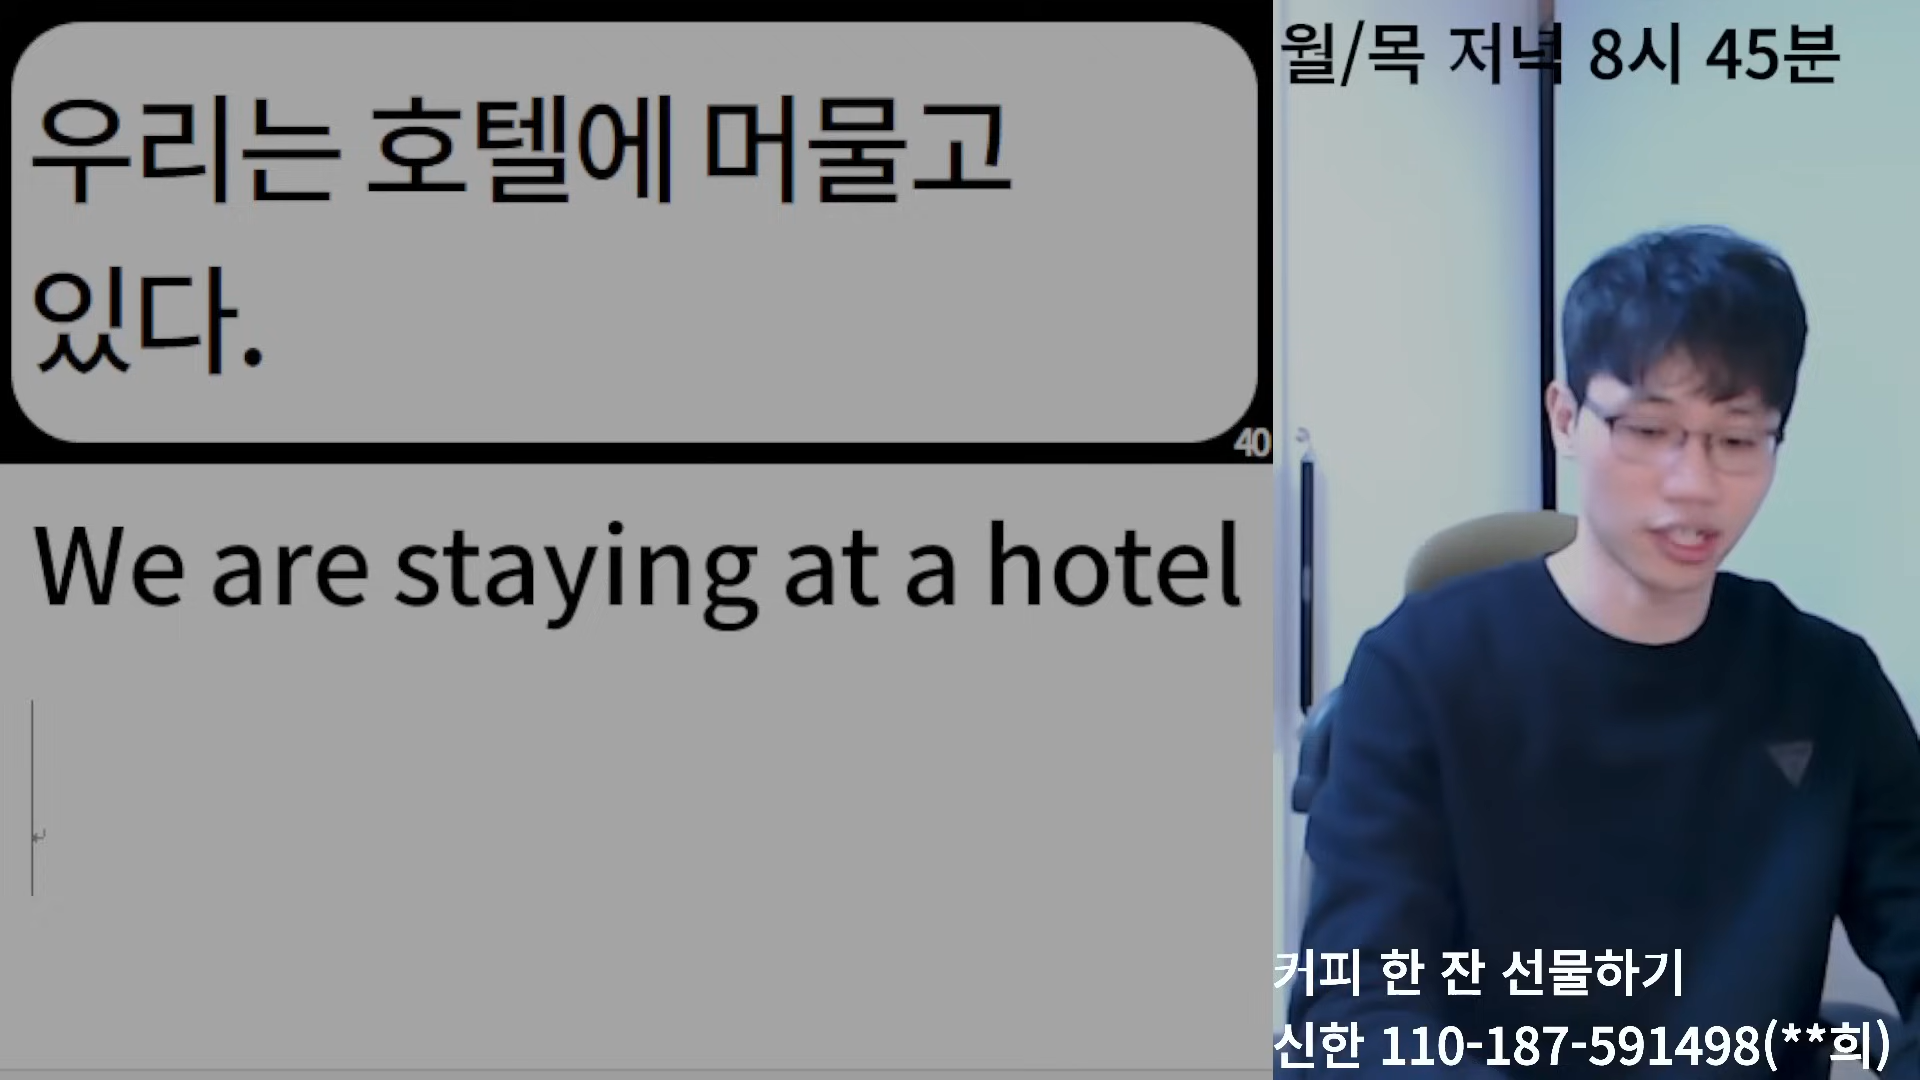 우리는 호텔에 머물고
있다.
40
We are staying at a hotel
월/목 저녁 8시 45분
커피 한 잔 선물하기
신한 110-187-591498(**희)